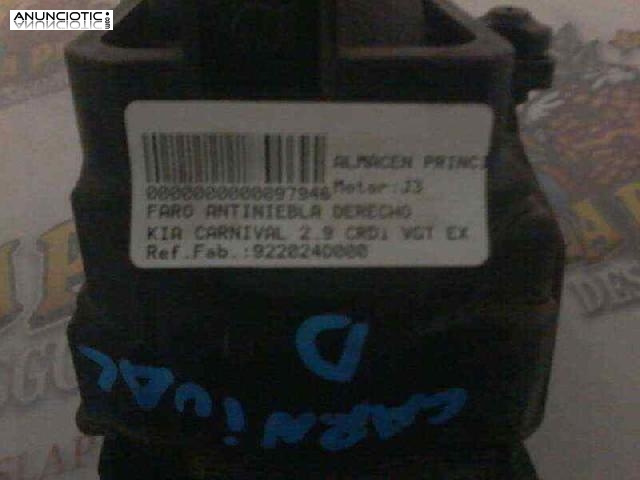 ANUNCIOTIC
ALMACEN PRINCI
0000000000097946 Motor:J3
FARO ANTINIEBLA DERECHO
KIA CARNIVAL 2.9 CRDi VGT EX
Ref.Fab.:922024D000
D
CARNiVAL